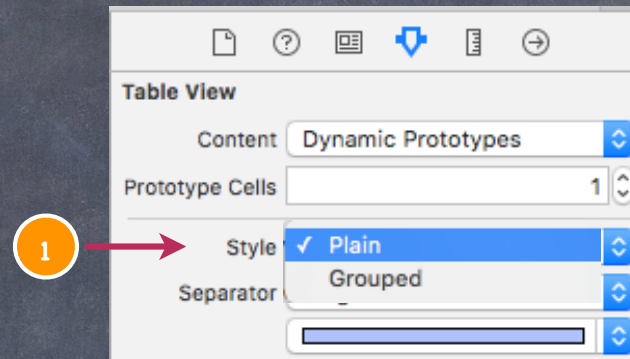 Table View
Content Dynamic Prototypes
Prototype Cells 1
1 Style ✓ Plain
Grouped
Separator